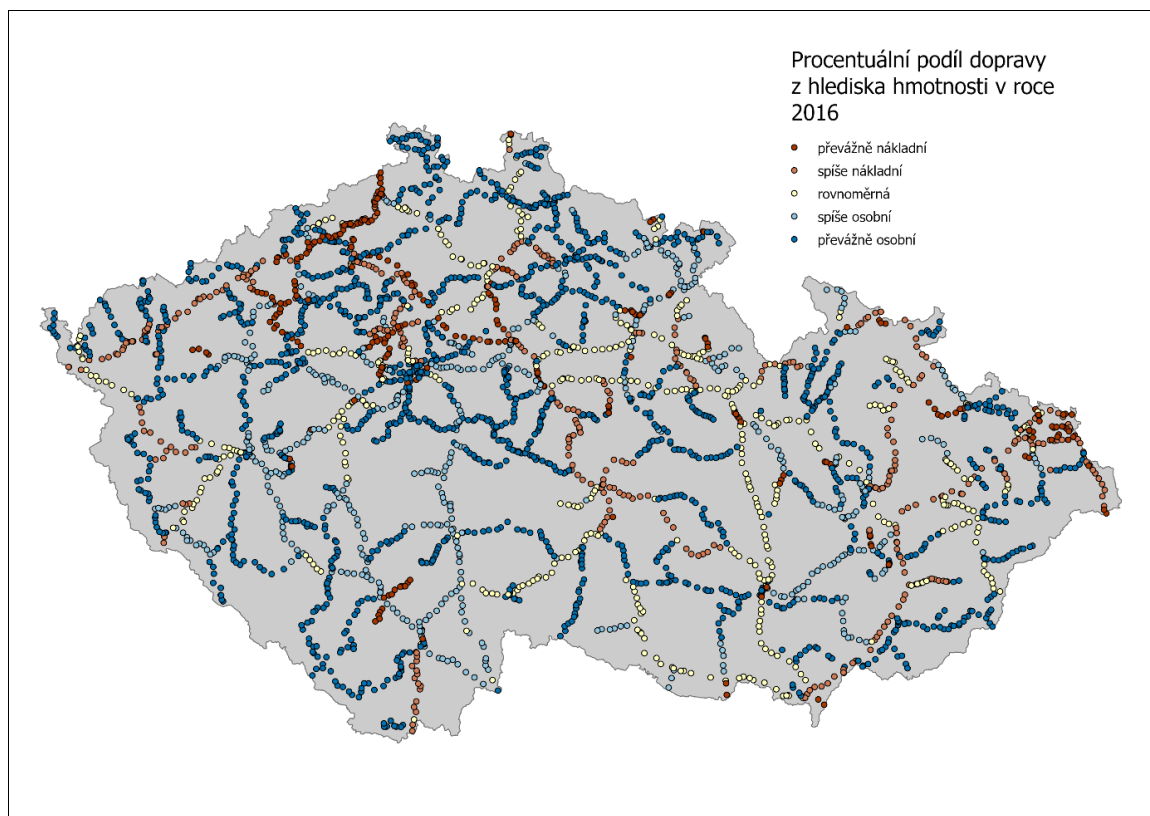 Procentuální podíl dopravy
z hlediska hmotnosti v roce
2016
převážně nákladní
spíše nákladní
rovnoměrná
spíše osobní
převážně osobní